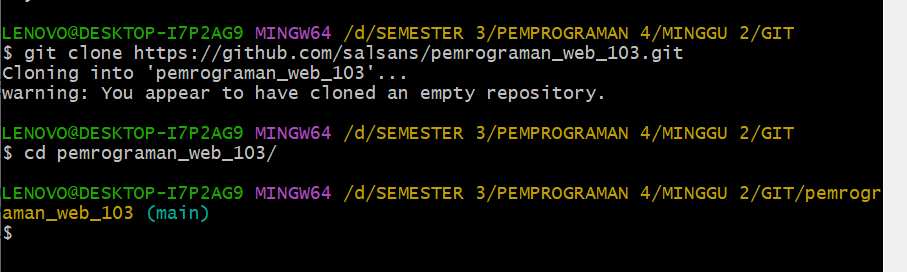 LENOVO@DESKTOP-I7P2AG9 MINGW64 /d/SEMESTER 3/PEMPROGRAMAN 4/MINGGU 2/GIT
$ git clone https://github.com/salsans/pemrograman_web_103.git
Cloning into 'pemrograman_web_103'...
warning: You appear to have cloned an empty repository.
LENOVO@DESKTOP-I7P2AG9 MINGW64 /d/SEMESTER 3/PEMPROGRAMAN 4/MINGGU 2/GIT
$ cd pemrograman_web_103/
LENOVO@DESKTOP-I7P2AG9 MINGW64 /d/SEMESTER 3/PEMPROGRAMAN 4/MINGGU 2/GIT/pemrogr
aman_web_103 (main)
$